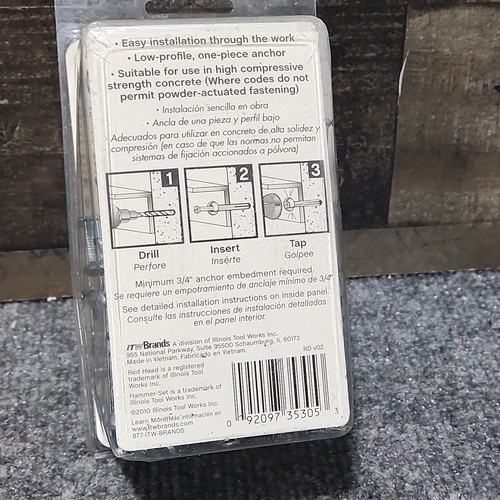 • Easy installation through the work
• Low-profile, one-piece anchor
• Suitable for use in high compressive
strength concrete (Where codes do not
permit powder-actuated fastening)
• Instalación sencilla en obra
• Ancla de una pieza y perfil bajo
Adecuados para utilizar en concreto de alta solidez y
compresión (en caso de que las normas no permitan
sistemas de fijación accionados a pólvora)
1 2 3
Drill Insert Tap
Perfore Insérte Golpee
Minimum 3/4" anchor embedment required.
Se requiere un empotramiento de anclaje mínimo de 3/4"
See detailed installation instructions on inside panel.
Consulte las instrucciones de instalación detalladas
en el panel interior.
ITW Brands A division of Illinois Tool Works Inc.
955 National Parkway, Suite 95500 Schaumburg, IL 60173
Made in Vietnam. Fabricado en Vietnam.
RD v02
Red Head is a registered
trademark of Illinois Tool
Works Inc.
Hammer-Set is a trademark of
Illinois Tool Works Inc.
©2010 Illinois Tool Works Inc.
Learn More/Más información en
www.itwbrands.com
877-ITW-BRANDS
0 92097 35305 3